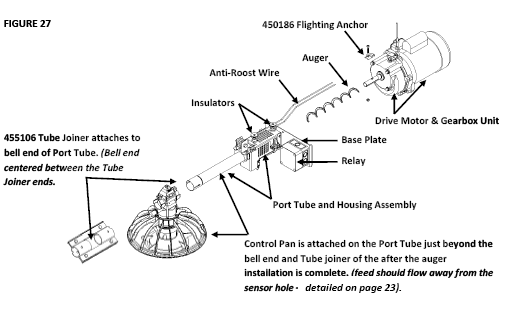 FIGURE 27
450186 Flighting Anchor
Auger
Anti-Roost Wire
Insulators
Drive Motor & Gearbox Unit
455106 Tube Joiner attaches to
bell end of Port Tube. (Bell end
centered between the Tube
Joiner ends.
Base Plate
Relay
Port Tube and Housing Assembly
Control Pan is attached on the Port Tube just beyond the
bell end and Tube joiner of the after the auger
installation is complete. (feed should flow away from the
sensor hole - detailed on page 23).